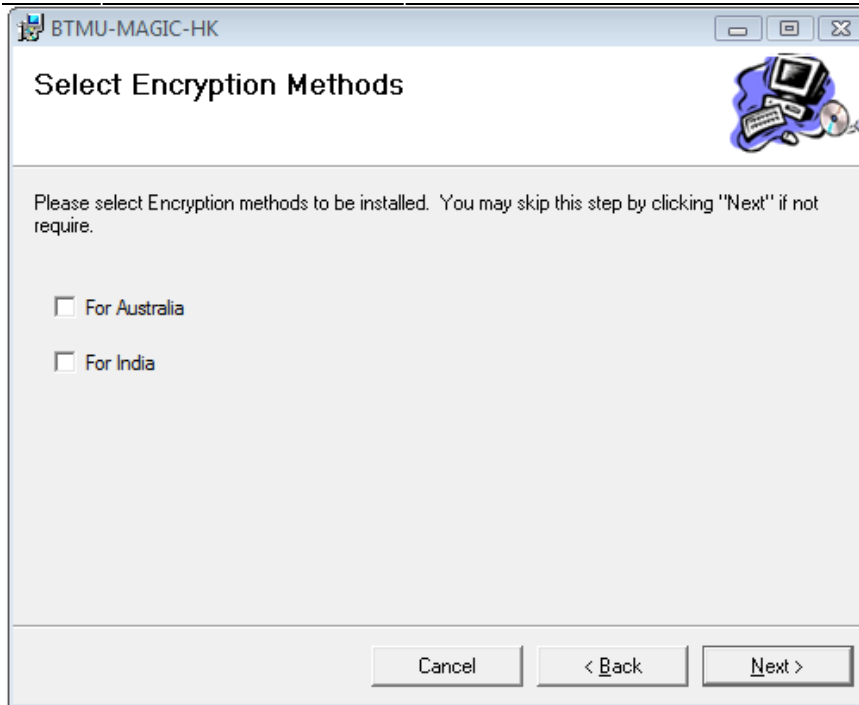 BTMU-MAGIC-HK
Select Encryption Methods
Please select Encryption methods to be installed.  You may skip this step by clicking "Next" if not
require.
For Australia
For India
Cancel
< Back
Next >